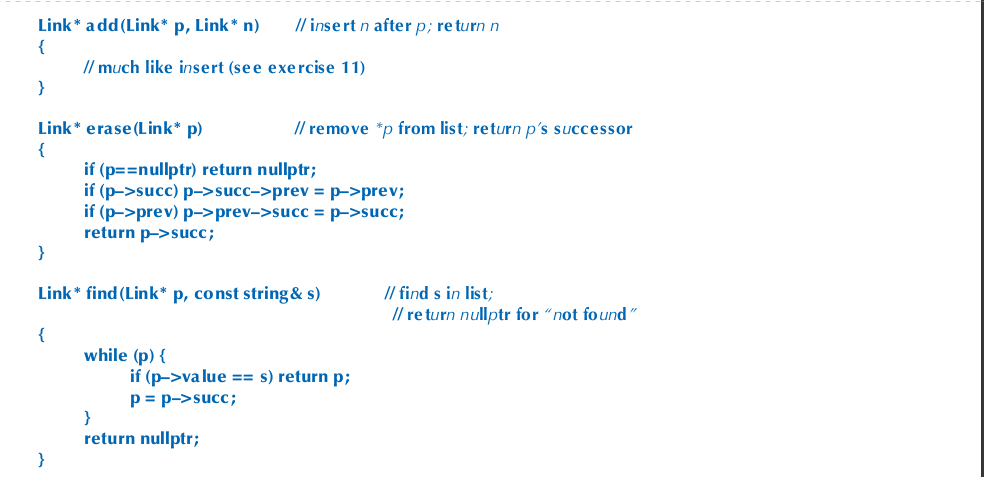 Link* add(Link* p, Link* n) // insert n after p; return n
{
// much like insert (see exercise 11)
}
Link* erase(Link* p) // remove *p from list; return p’s successor
{
if (p==nullptr) return nullptr;
if (p–>succ) p–>succ–>prev = p–>prev;
if (p–>prev) p–>prev–>succ = p–>succ;
return p–>succ;
}
Link* find(Link* p, const string& s) // find s in list;
// return nullptr for “not found”
{
while (p) {
if (p–>value == s) return p;
p = p–>succ;
}
return nullptr;
}